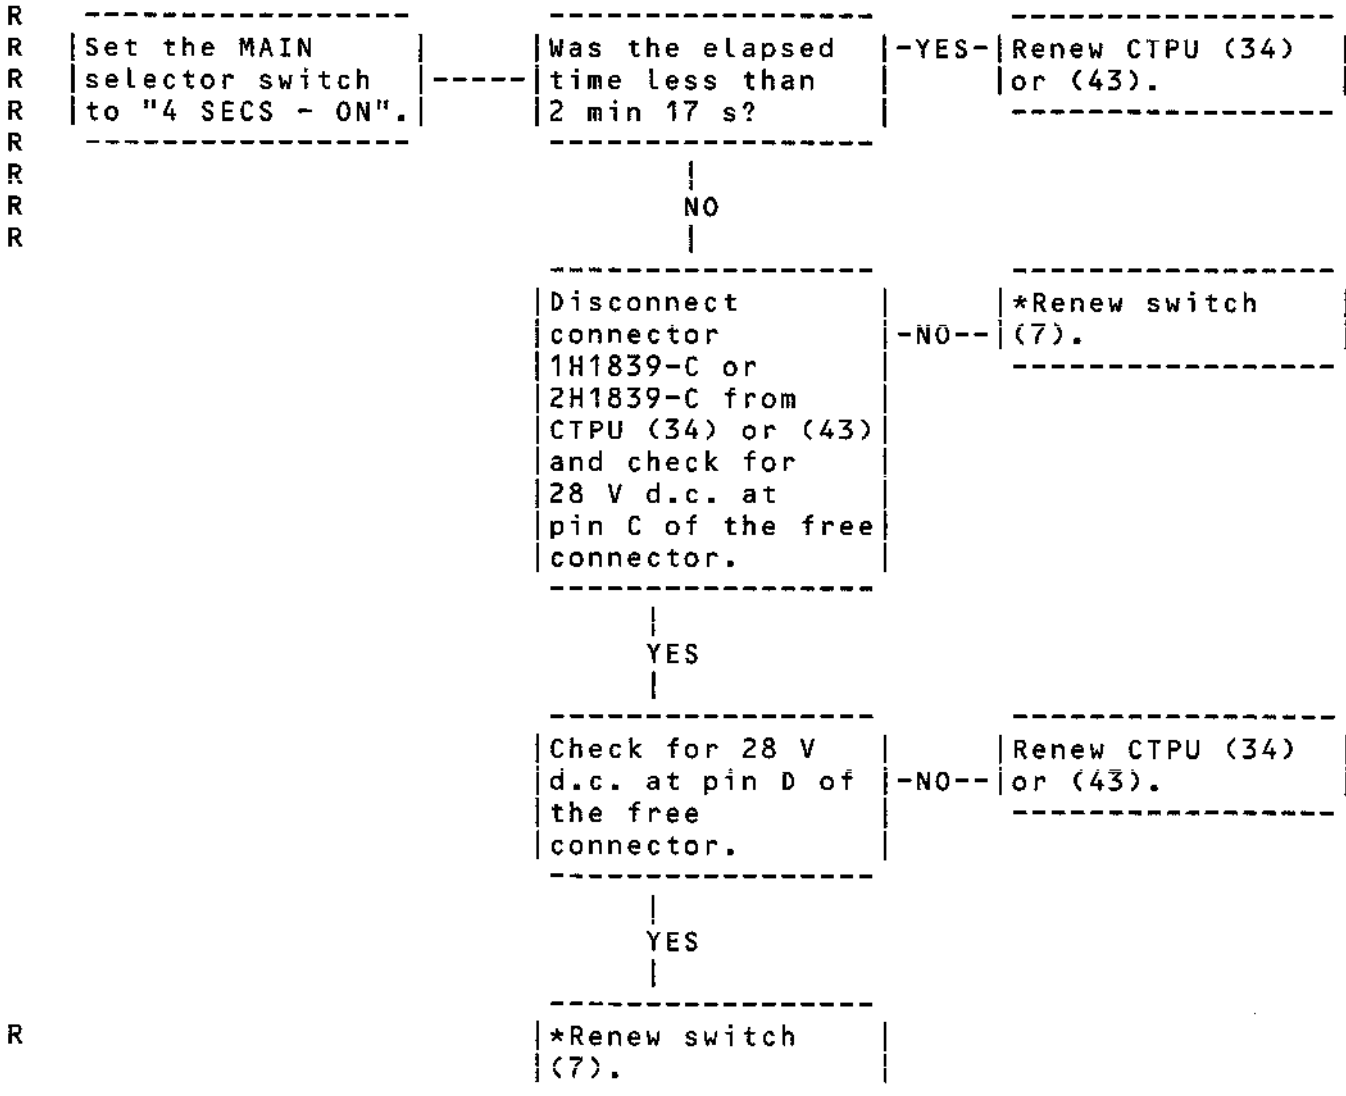 R
R Set the MAIN Was the elapsed -YES- Renew CTPU (34)
R selector switch ----- time less than or (43).
R to "4 SECS - ON". 2 min 17 s?
R
R
R NO
R
Disconnect *Renew switch
connector -NO-- (7).
1H1839-C or
2H1839-C from
CTPU (34) or (43)
and check for
28 V d.c. at
pin C of the free
connector.
YES
Check for 28 V Renew CTPU (34)
d.c. at pin D of -NO-- or (43).
the free
connector.
YES
R *Renew switch
(7).